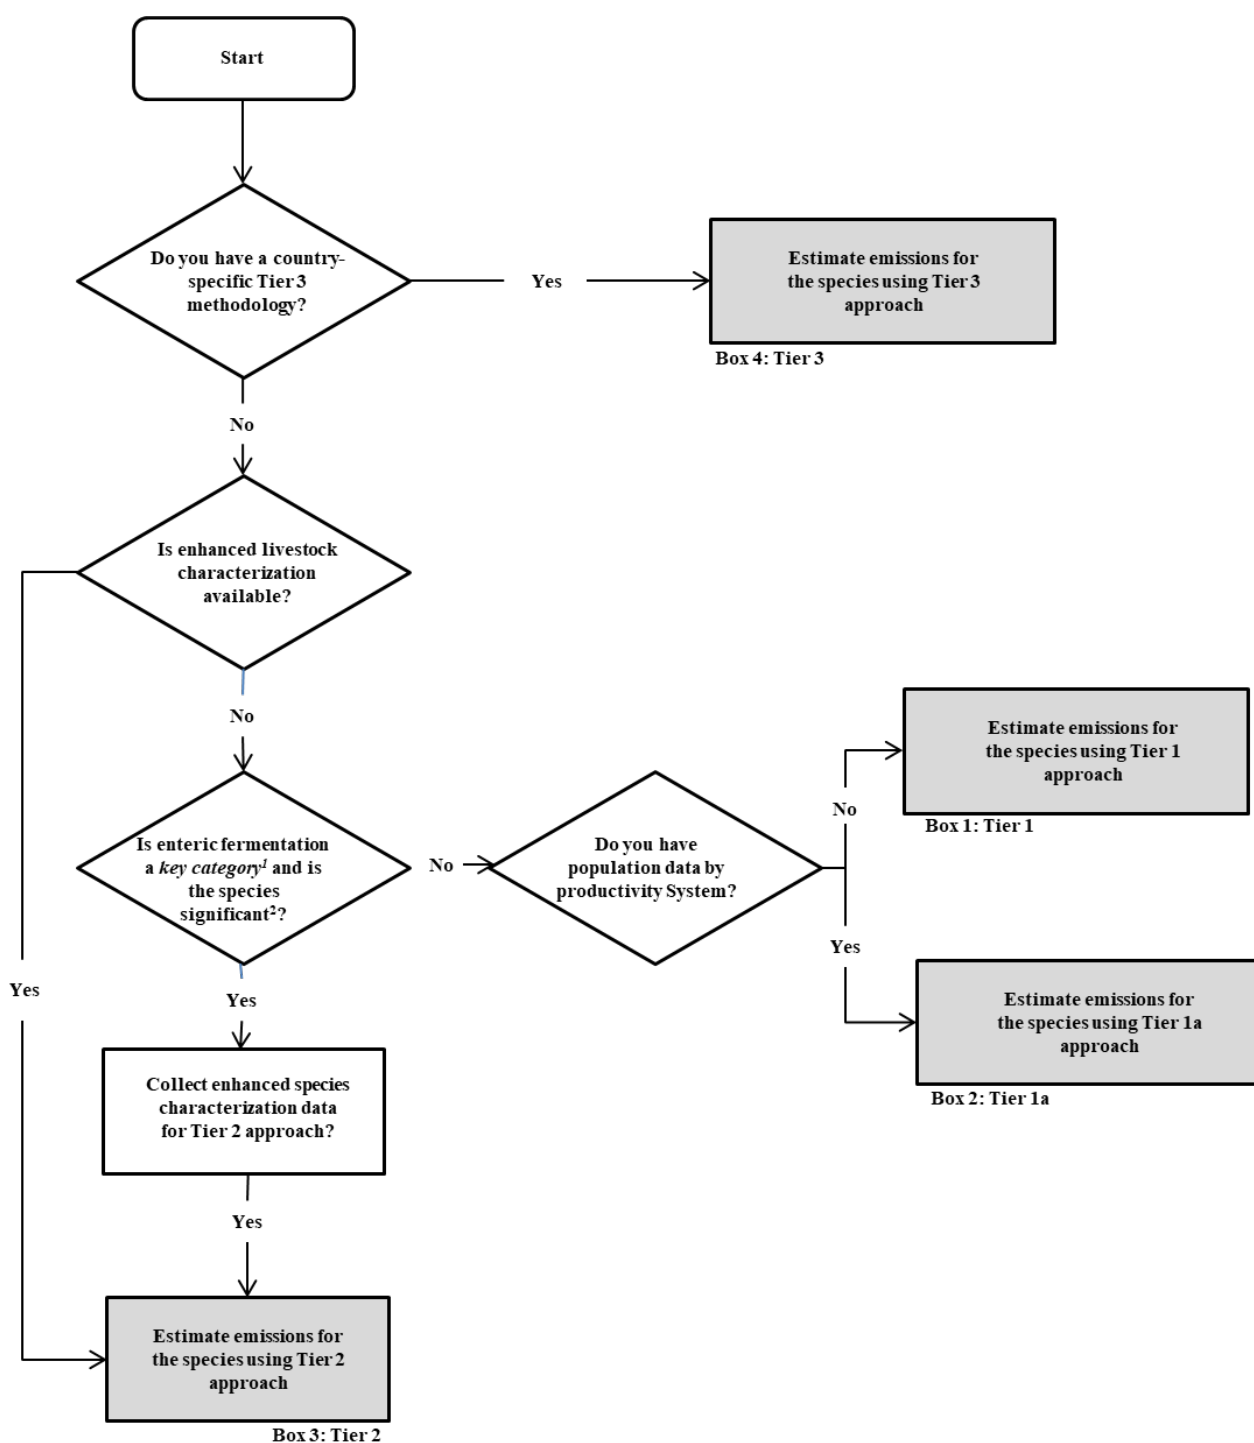 Start
Do you have a country-
specific Tier 3
methodology?
Yes
Estimate emissions for
the species using Tier 3
approach
Box 4: Tier 3
No
Is enhanced livestock
characterization
available?
No
Is enteric fermentation
a key category¹ and is
the species
significant²?
No
Do you have
population data by
productivity System?
No
Estimate emissions for
the species using Tier 1
approach
Box 1: Tier 1
Yes
Estimate emissions for
the species using Tier 1a
approach
Box 2: Tier 1a
Yes
Yes
Collect enhanced species
characterization data
for Tier 2 approach?
Yes
Estimate emissions for
the species using Tier 2
approach
Box 3: Tier 2